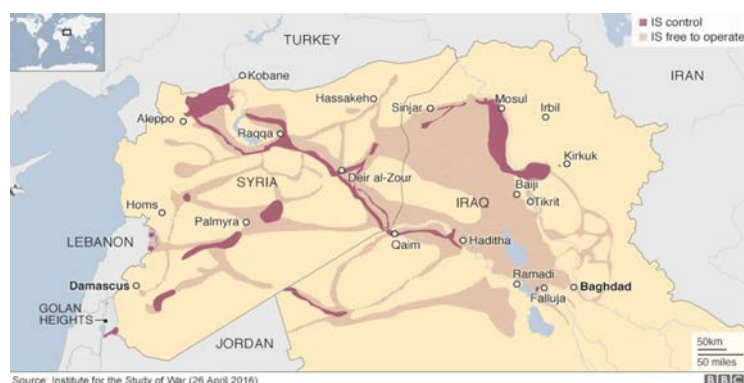 IS control
IS free to operate
TURKEY
IRAN
Kobane
Hassakeh
Sinjar
Mosul
Irbil
Aleppo
Raqqa
Kirkuk
Deir al-Zour
Baiji
SYRIA
IRAQ
Tikrit
Homs
Palmyra
LEBANON
Qaim
Haditha
Damascus
Ramadi
Baghdad
Falluja
GOLAN
HEIGHTS
JORDAN
50km
50 miles
Source: Institute for the Study of War (26 April 2016)
BBC